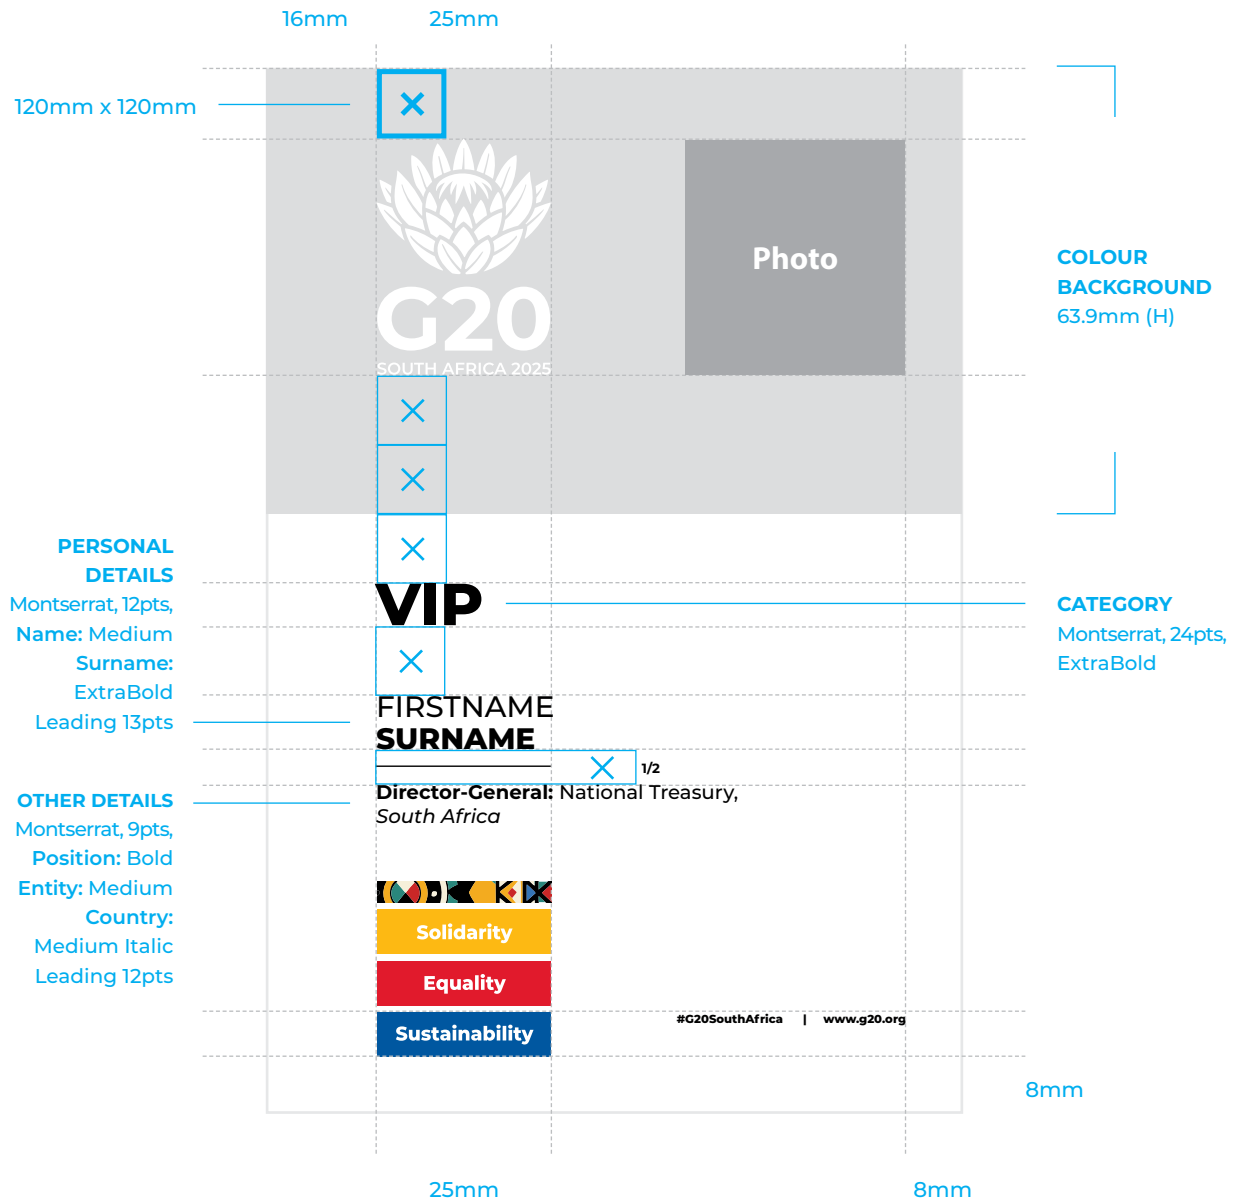 16mm
25mm
120mm x 120mm
G20
SOUTH AFRICA 2025
Photo
COLOUR
BACKGROUND
63.9mm (H)
PERSONAL
DETAILS
Montserrat, 12pts,
Name: Medium
Surname:
ExtraBold
Leading 13pts
VIP
CATEGORY
Montserrat, 24pts,
ExtraBold
FIRSTNAME
SURNAME
1/2
Director-General: National Treasury,
South Africa
OTHER DETAILS
Montserrat, 9pts,
Position: Bold
Entity: Medium
Country:
Medium Italic
Leading 12pts
Solidarity
Equality
Sustainability
#G20SouthAfrica | www.g20.org
8mm
25mm
8mm